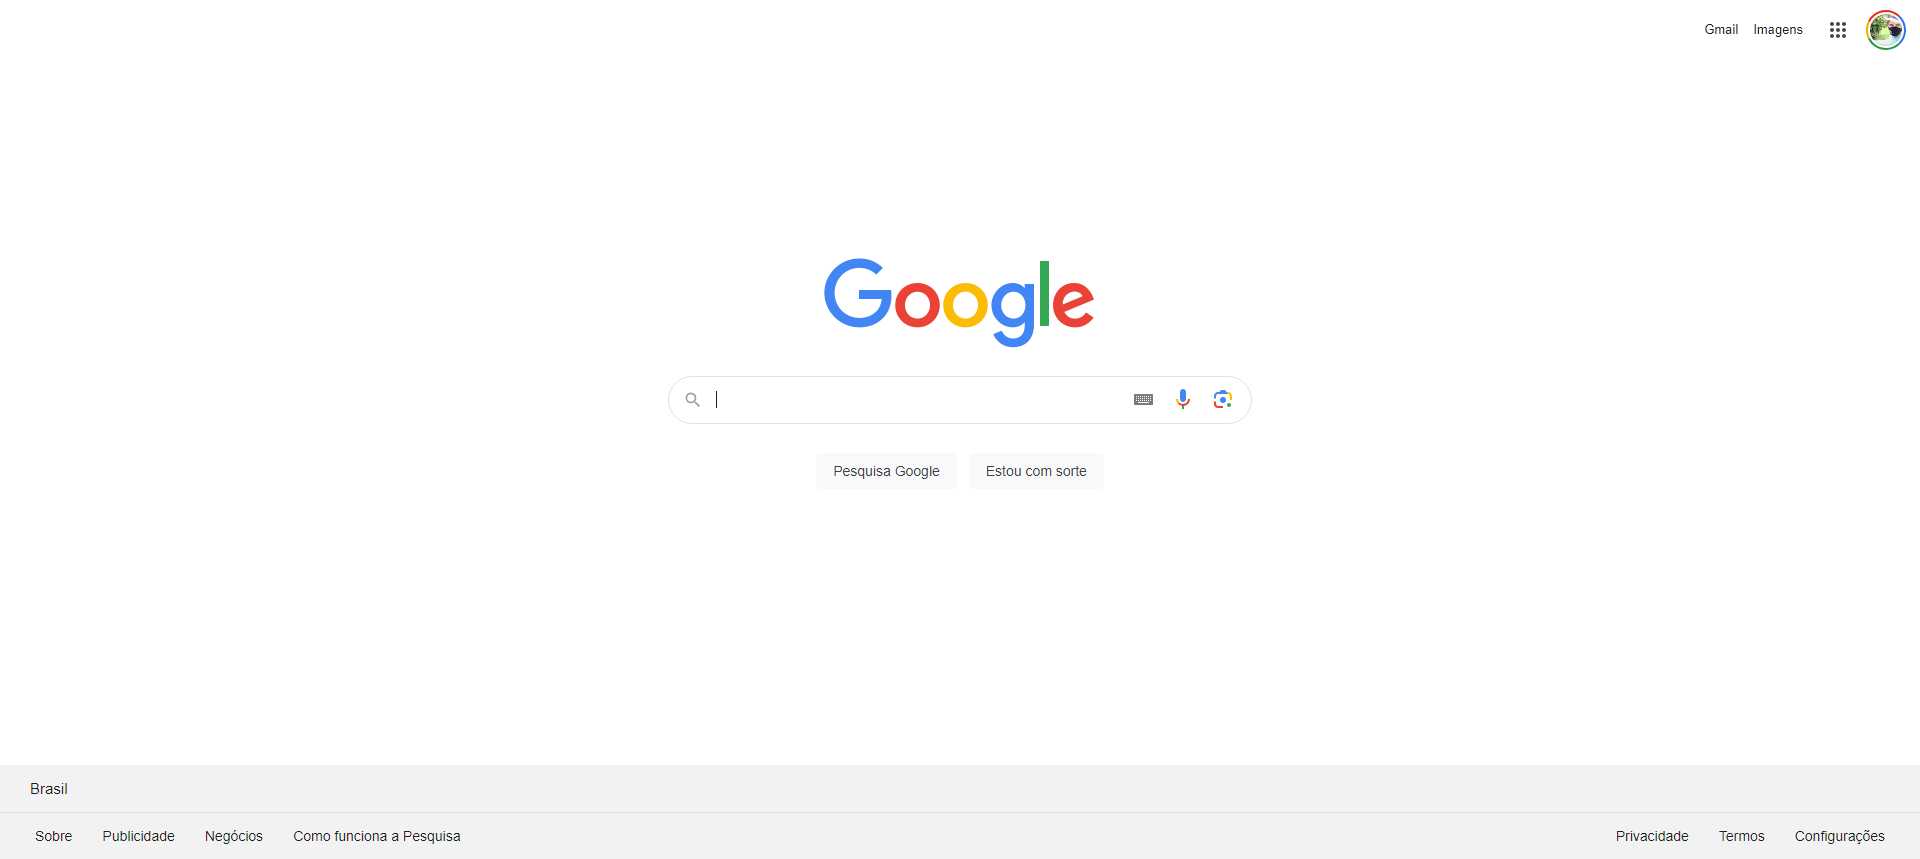 Gmail Imagens
Google
Pesquisa Google Estou com sorte
Brasil
Sobre Publicidade Negócios Como funciona a Pesquisa Privacidade Termos Configurações